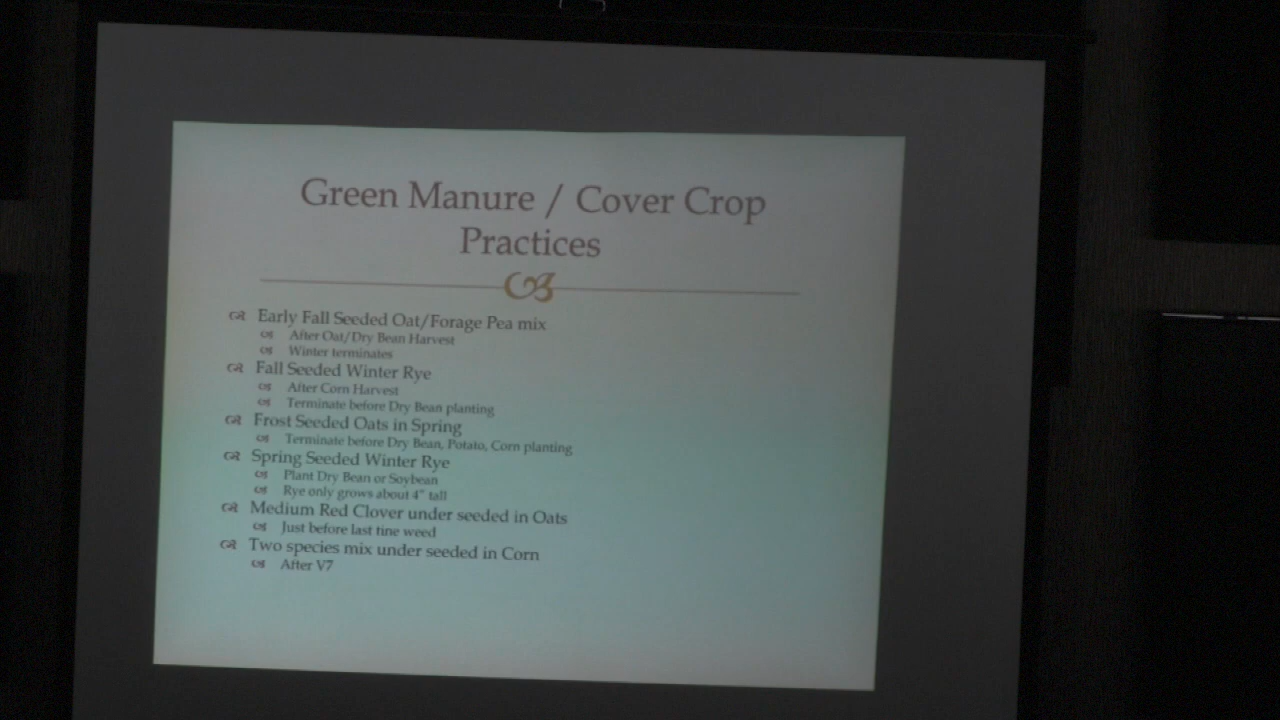 Green Manure / Cover Crop
Practices
Early Fall Seeded Oat/Forage Pea mix
After Oat/Dry Bean Harvest
Winter terminates
Fall Seeded Winter Rye
After Corn Harvest
Terminate before Dry Bean planting
Frost Seeded Oats in Spring
Terminate before Dry Bean, Potato, Corn planting
Spring Seeded Winter Rye
Plant Dry Bean or Soybean
Rye only grows about 4" tall
Medium Red Clover under seeded in Oats
Just before last tine weed
Two species mix under seeded in Corn
After V7